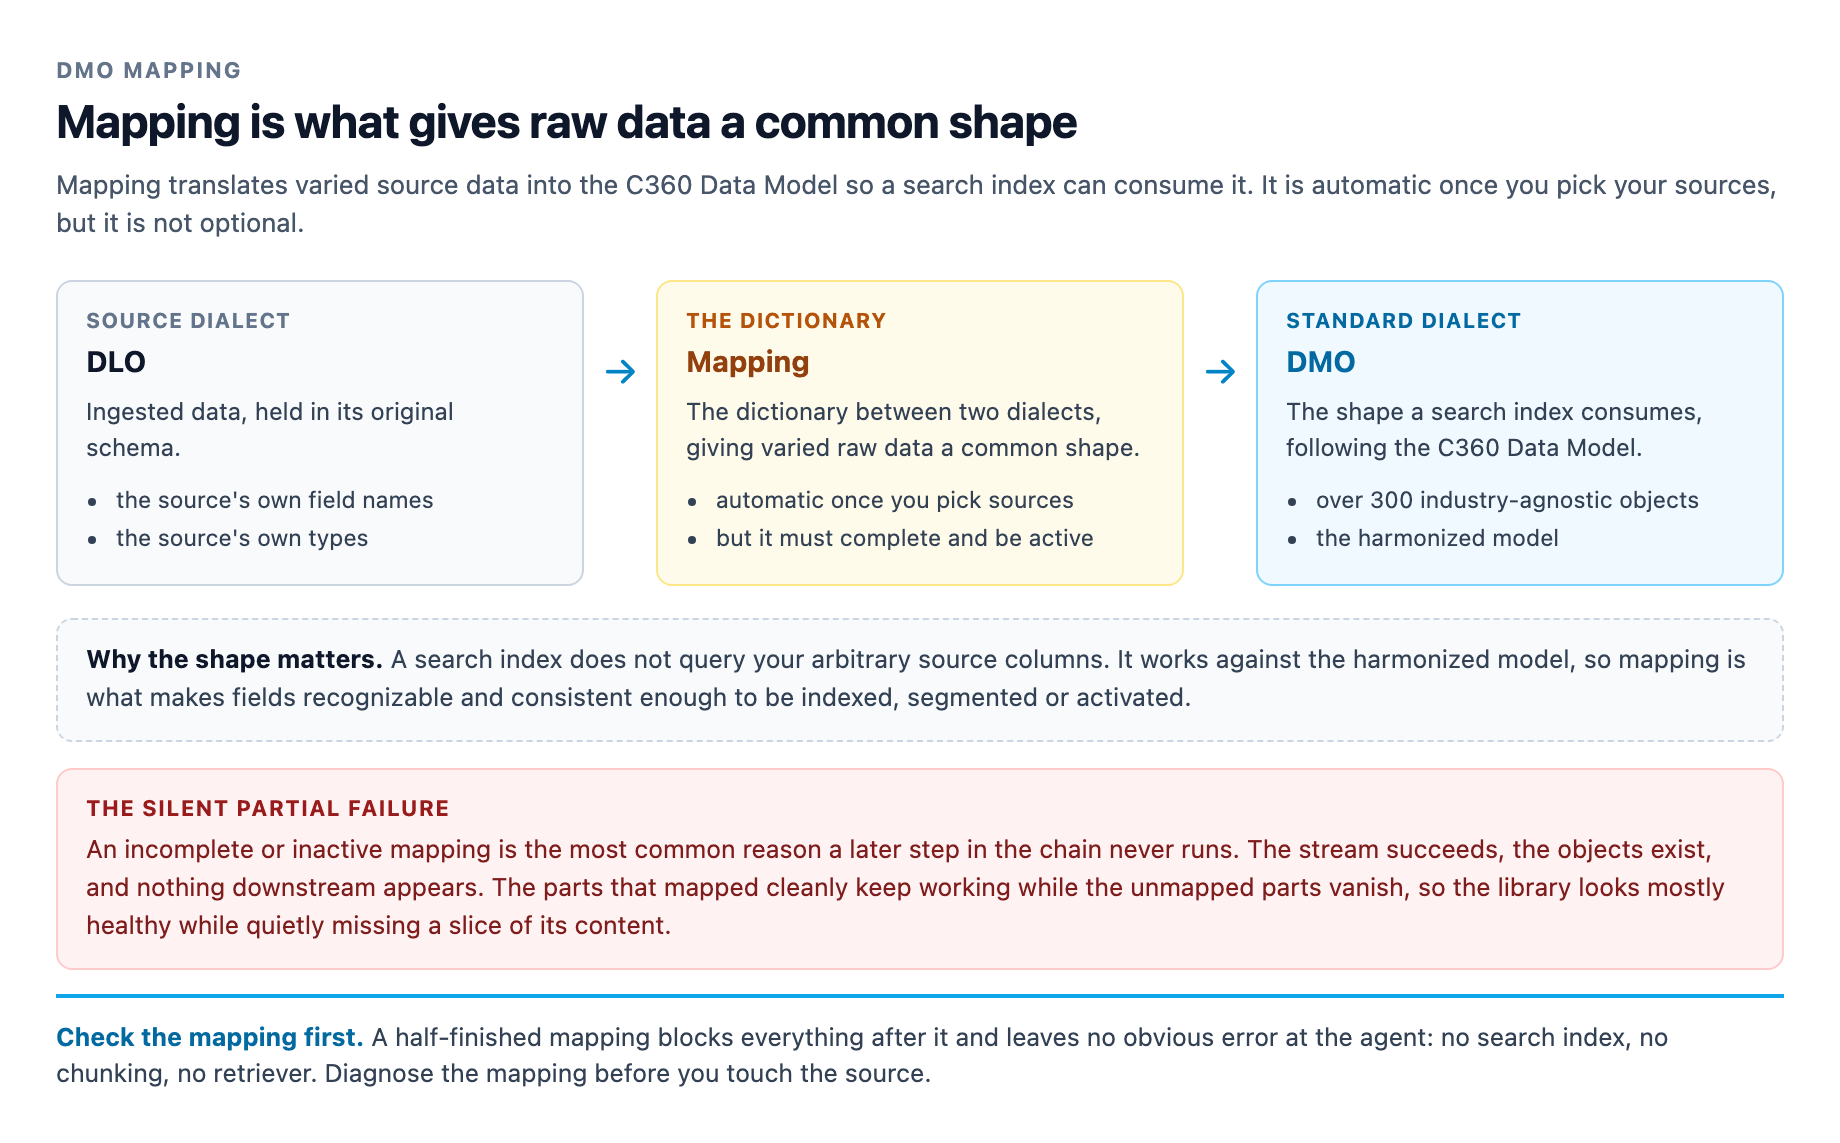 DMO MAPPING
Mapping is what gives raw data a common shape
Mapping translates varied source data into the C360 Data Model so a search index can consume it. It is automatic once you pick your sources,
but it is not optional.
SOURCE DIALECT
DLO
Ingested data, held in its original
schema.
• the source's own field names
• the source's own types
→
THE DICTIONARY
Mapping
The dictionary between two dialects,
giving varied raw data a common shape.
• automatic once you pick sources
• but it must complete and be active
→
STANDARD DIALECT
DMO
The shape a search index consumes,
following the C360 Data Model.
• over 300 industry-agnostic objects
• the harmonized model
Why the shape matters. A search index does not query your arbitrary source columns. It works against the harmonized model, so mapping is
what makes fields recognizable and consistent enough to be indexed, segmented or activated.
THE SILENT PARTIAL FAILURE
An incomplete or inactive mapping is the most common reason a later step in the chain never runs. The stream succeeds, the objects exist,
and nothing downstream appears. The parts that mapped cleanly keep working while the unmapped parts vanish, so the library looks mostly
healthy while quietly missing a slice of its content.
Check the mapping first. A half-finished mapping blocks everything after it and leaves no obvious error at the agent: no search index, no
chunking, no retriever. Diagnose the mapping before you touch the source.